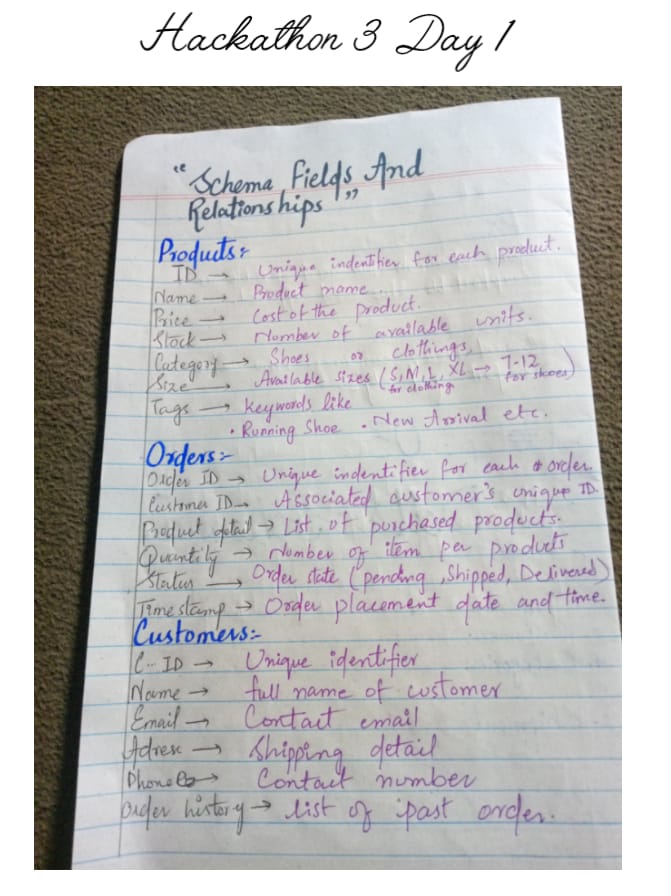 Hackathon 3 Day 1
"Schema Fields And
Relationships"
Products:-
ID → Unique indentifier for each product.
Name → Product name.
Price → Cost of the product.
Stock → Number of available units.
Category → Shoes or clothings,
Size → Available sizes (S,M,L, XL → 7-12
for clothing for shoes)
Tags → Keywords like
• Running Shoe • New Arrival etc.
Orders:-
Order ID → Unique indentifier for each order.
Customer ID → Associated customer's unique ID.
Product detail → List of purchased products.
Quantity → Number of item per products
Status → Order state (pending, Shipped, Delivered)
Time stamp → Order placement date and time.
Customers:-
C-ID → Unique identifier
Name → full name of customer
Email → Contact email
Adress → Shipping detail
Phone → Contact number
Order history → list of past order.